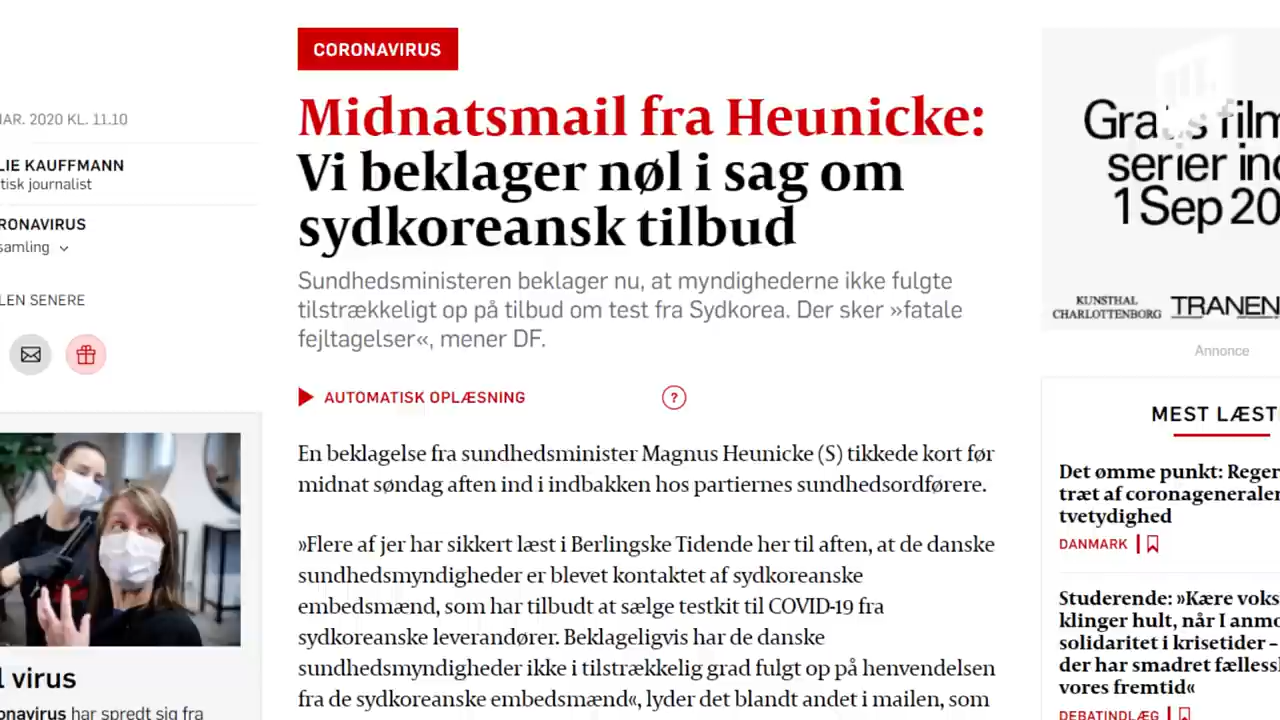 CORONAVIRUS
Midnatsmail fra Heunicke:
Vi beklager nøl i sag om
sydkoreansk tilbud
Sundhedsministeren beklager nu, at myndighederne ikke fulgte
tilstrækkeligt op på tilbud om test fra Sydkorea. Der sker »fatale
fejltagelser«, mener DF.
AUTOMATISK OPLÆSNING
?
En beklagelse fra sundhedsminister Magnus Heunicke (S) tikkede kort før
midnat søndag aften ind i indbakken hos partiernes sundhedsordførere.
»Flere af jer har sikkert læst i Berlingske Tidende her til aften, at de danske
sundhedsmyndigheder er blevet kontaktet af sydkoreanske
embedsmænd, som har tilbudt at sælge testkit til COVID-19 fra
sydkoreanske leverandører. Beklageligvis har de danske
sundhedsmyndigheder ikke i tilstrækkelig grad fulgt op på henvendelsen
fra de sydkoreanske embedsmænd«, lyder det blandt andet i mailen, som
MAR. 2020 KL. 11.10
LIE KAUFFMANN
tisk journalist
RONAVIRUS
samling
LEN SENERE
l virus
onavirus har spredt sig fra
Gratis film
serier ind
1 Sep 20
KUNSTHAL
CHARLOTTENBORG
TRANEN
Annonce
MEST LÆST
Det ømme punkt: Reger
træt af coronageneralen
tvetydighed
DANMARK
Studerende: »Kære voks
klinger hult, når I anmo
solidaritet i krisetider –
der har smadret fælless
vores fremtid«
DEBATINDLÆG